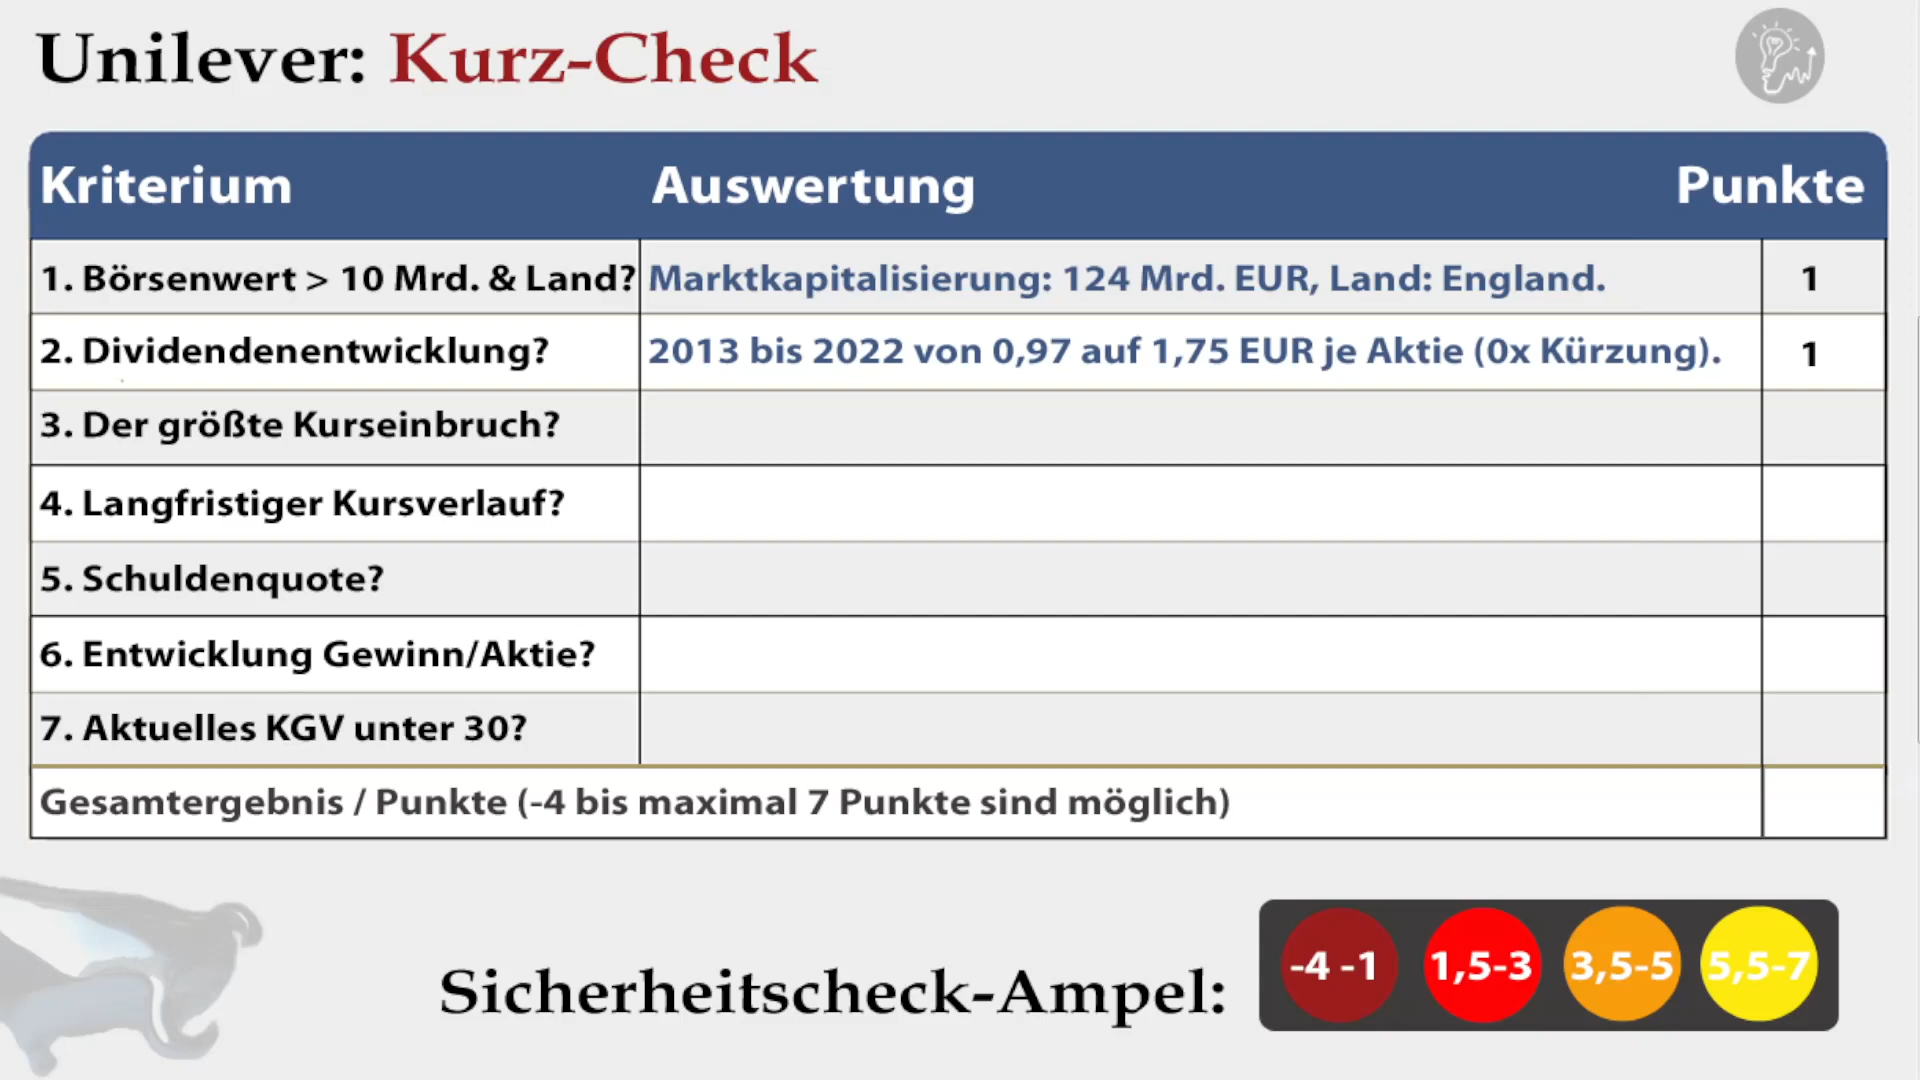 Unilever: Kurz-Check
Kriterium Auswertung Punkte
1. Börsenwert > 10 Mrd. & Land? Marktkapitalisierung: 124 Mrd. EUR, Land: England. 1
2. Dividendenentwicklung? 2013 bis 2022 von 0,97 auf 1,75 EUR je Aktie (0x Kürzung). 1
3. Der größte Kurseinbruch?
4. Langfristiger Kursverlauf?
5. Schuldenquote?
6. Entwicklung Gewinn/Aktie?
7. Aktuelles KGV unter 30?
Gesamtergebnis / Punkte (-4 bis maximal 7 Punkte sind möglich)
Sicherheitscheck-Ampel: -4 -1 1,5-3 3,5-5 5,5-7